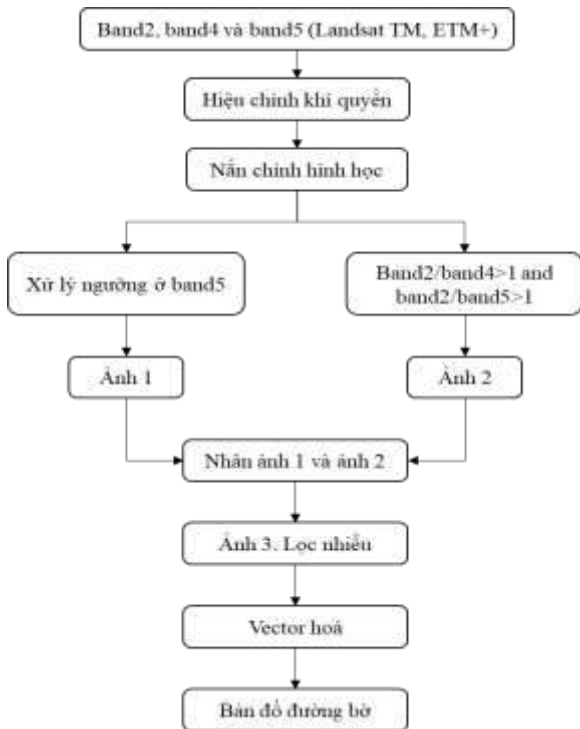 Band2, band4 và band5 (Landsat TM, ETM+)
Hiệu chỉnh khí quyển
Nắn chỉnh hình học
Xử lý ngưỡng ở band5
Band2/band4>1 and
band2/band5>1
Ảnh 1
Ảnh 2
Nhân ảnh 1 và ảnh 2
Ảnh 3. Lọc nhiễu
Vector hoá
Bản đồ đường bờ